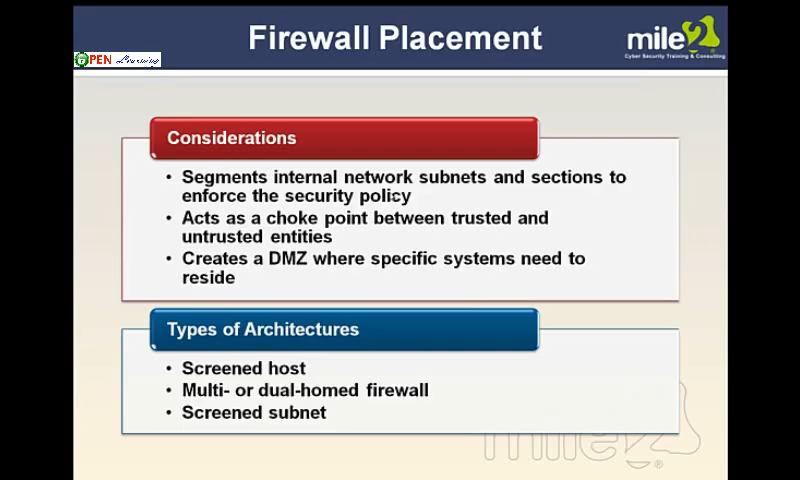 Firewall Placement
mile2
Cyber Security Training & Consulting
OPEN Learning
Considerations
• Segments internal network subnets and sections to
enforce the security policy
• Acts as a choke point between trusted and
untrusted entities
• Creates a DMZ where specific systems need to
reside
Types of Architectures
• Screened host
• Multi- or dual-homed firewall
• Screened subnet
mile2